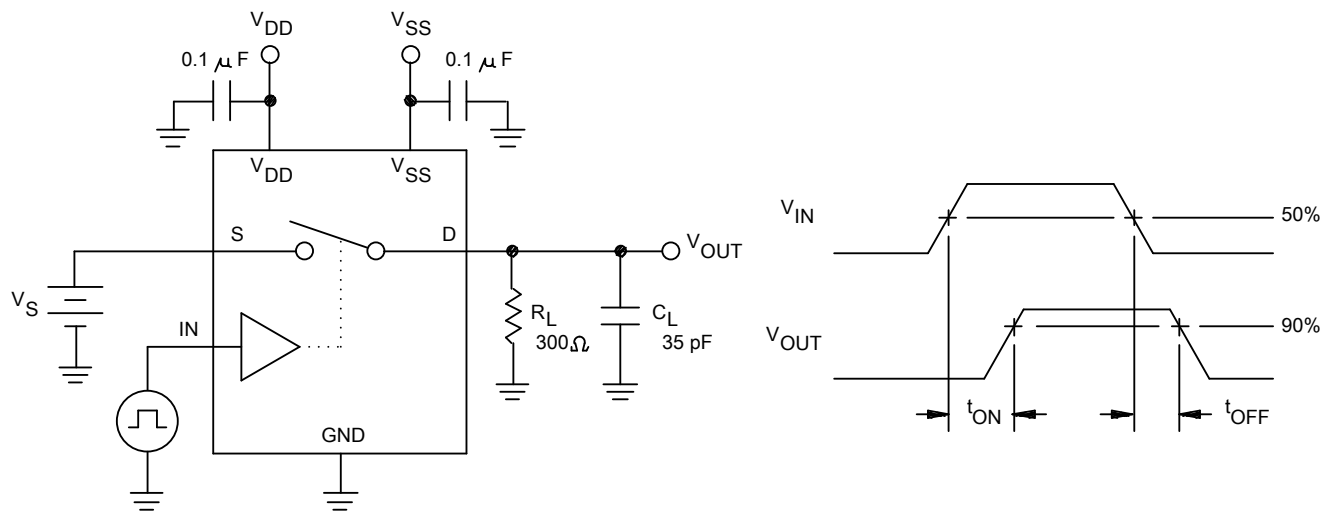 VDD
VSS
0.1 μF
0.1 μF
VDD
VSS
S
D
VOUT
VS
IN
RL
300Ω
CL
35 pF
GND
VIN
50%
VOUT
90%
tON
tOFF